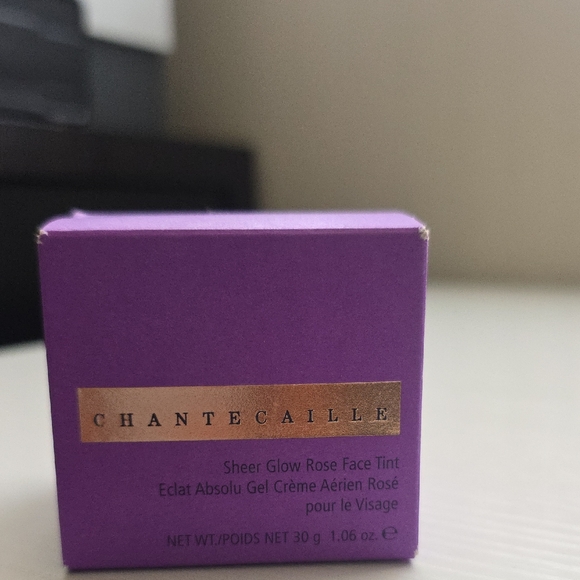 CHANTECAILLE
Sheer Glow Rose Face Tint
Eclat Absolu Gel Crème Aérien Rosé
pour le Visage
NET WT./POIDS NET 30 g 1.06 oz. ℮